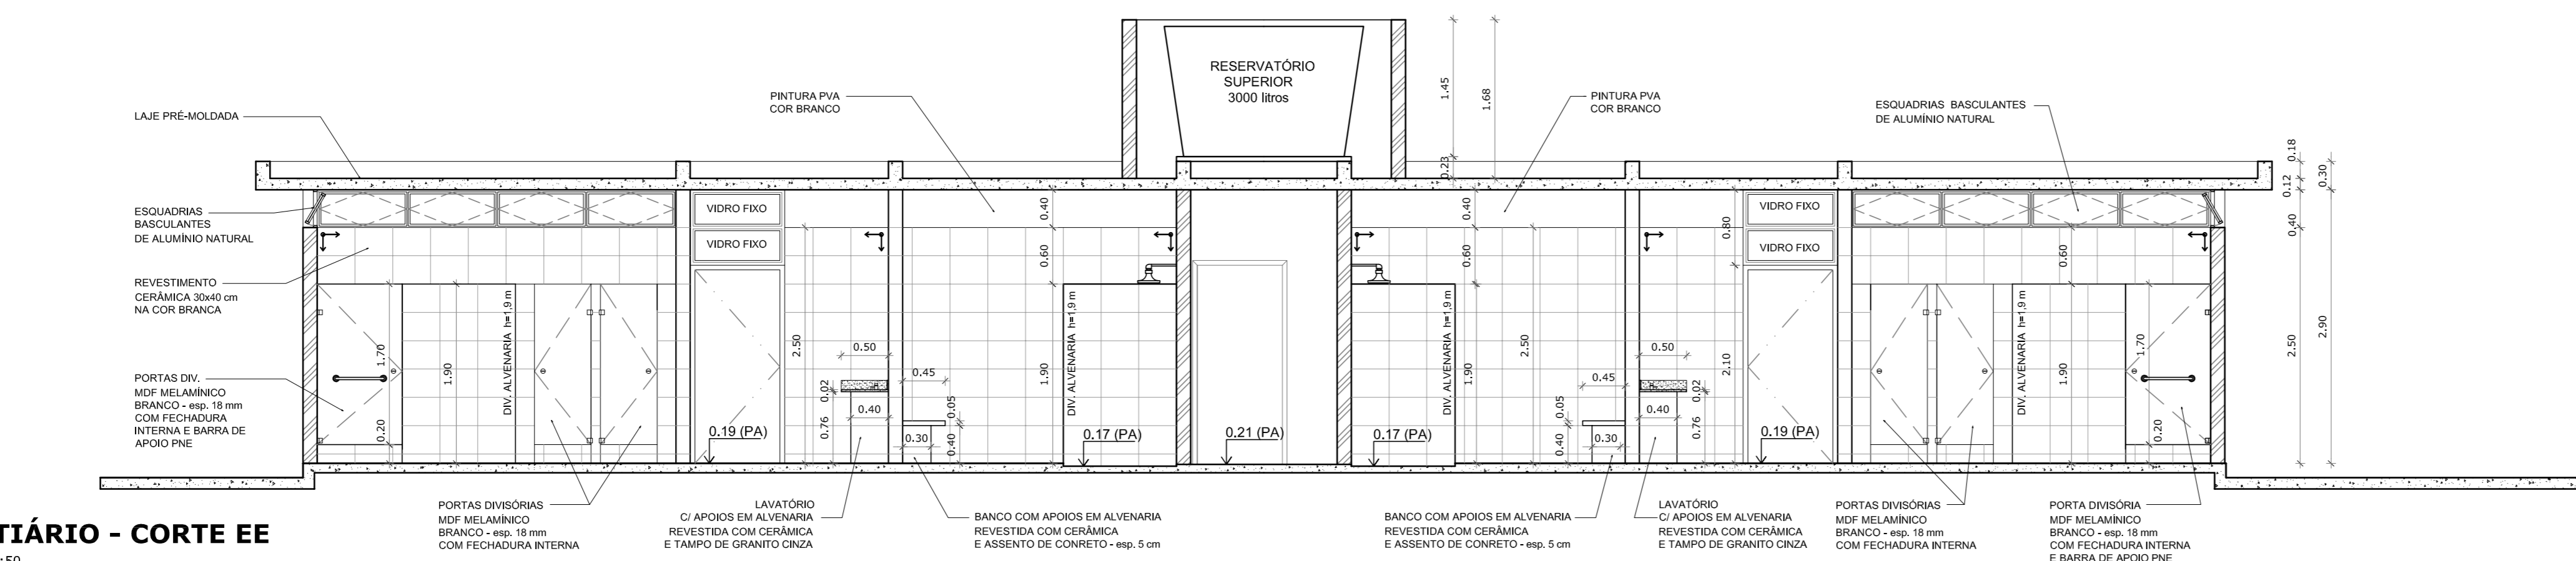 RESERVATÓRIO
SUPERIOR
3000 litros
1.45
1.68
0.23
PINTURA PVA
COR BRANCO
PINTURA PVA
COR BRANCO
ESQUADRIAS BASCULANTES
DE ALUMÍNIO NATURAL
LAJE PRÉ-MOLDADA
0.18
0.12
0.30
0.40
2.50
2.90
ESQUADRIAS
BASCULANTES
DE ALUMÍNIO NATURAL
REVESTIMENTO
CERÂMICA 30x40 cm
NA COR BRANCA
PORTAS DIV.
MDF MELAMÍNICO
BRANCO - esp. 18 mm
COM FECHADURA
INTERNA E BARRA DE
APOIO PNE
1.70
0.20
1.90
DIV. ALVENARIA h=1,9 m
VIDRO FIXO
VIDRO FIXO
0.19 (PA)
2.50
0.50
0.02
0.76
0.40
0.45
0.05
0.30
0.40
0.40
0.60
1.90
DIV. ALVENARIA h=1,9 m
0.17 (PA)
0.21 (PA)
0.17 (PA)
DIV. ALVENARIA h=1,9 m
0.40
0.60
1.90
2.50
0.45
0.05
0.30
0.40
0.50
0.02
0.40
0.76
0.80
2.10
VIDRO FIXO
VIDRO FIXO
0.19 (PA)
DIV. ALVENARIA h=1,9 m
0.60
1.90
1.70
0.20
PORTAS DIVISÓRIAS
MDF MELAMÍNICO
BRANCO - esp. 18 mm
COM FECHADURA INTERNA
LAVATÓRIO
C/ APOIOS EM ALVENARIA
REVESTIDA COM CERÂMICA
E TAMPO DE GRANITO CINZA
BANCO COM APOIOS EM ALVENARIA
REVESTIDA COM CERÂMICA
E ASSENTO DE CONRETO - esp. 5 cm
BANCO COM APOIOS EM ALVENARIA
REVESTIDA COM CERÂMICA
E ASSENTO DE CONRETO - esp. 5 cm
LAVATÓRIO
C/ APOIOS EM ALVENARIA
REVESTIDA COM CERÂMICA
E TAMPO DE GRANITO CINZA
PORTAS DIVISÓRIAS
MDF MELAMÍNICO
BRANCO - esp. 18 mm
COM FECHADURA INTERNA
PORTA DIVISÓRIA
MDF MELAMÍNICO
BRANCO - esp. 18 mm
COM FECHADURA INTERNA
E BARRA DE APOIO PNE
TIÁRIO - CORTE EE
:50